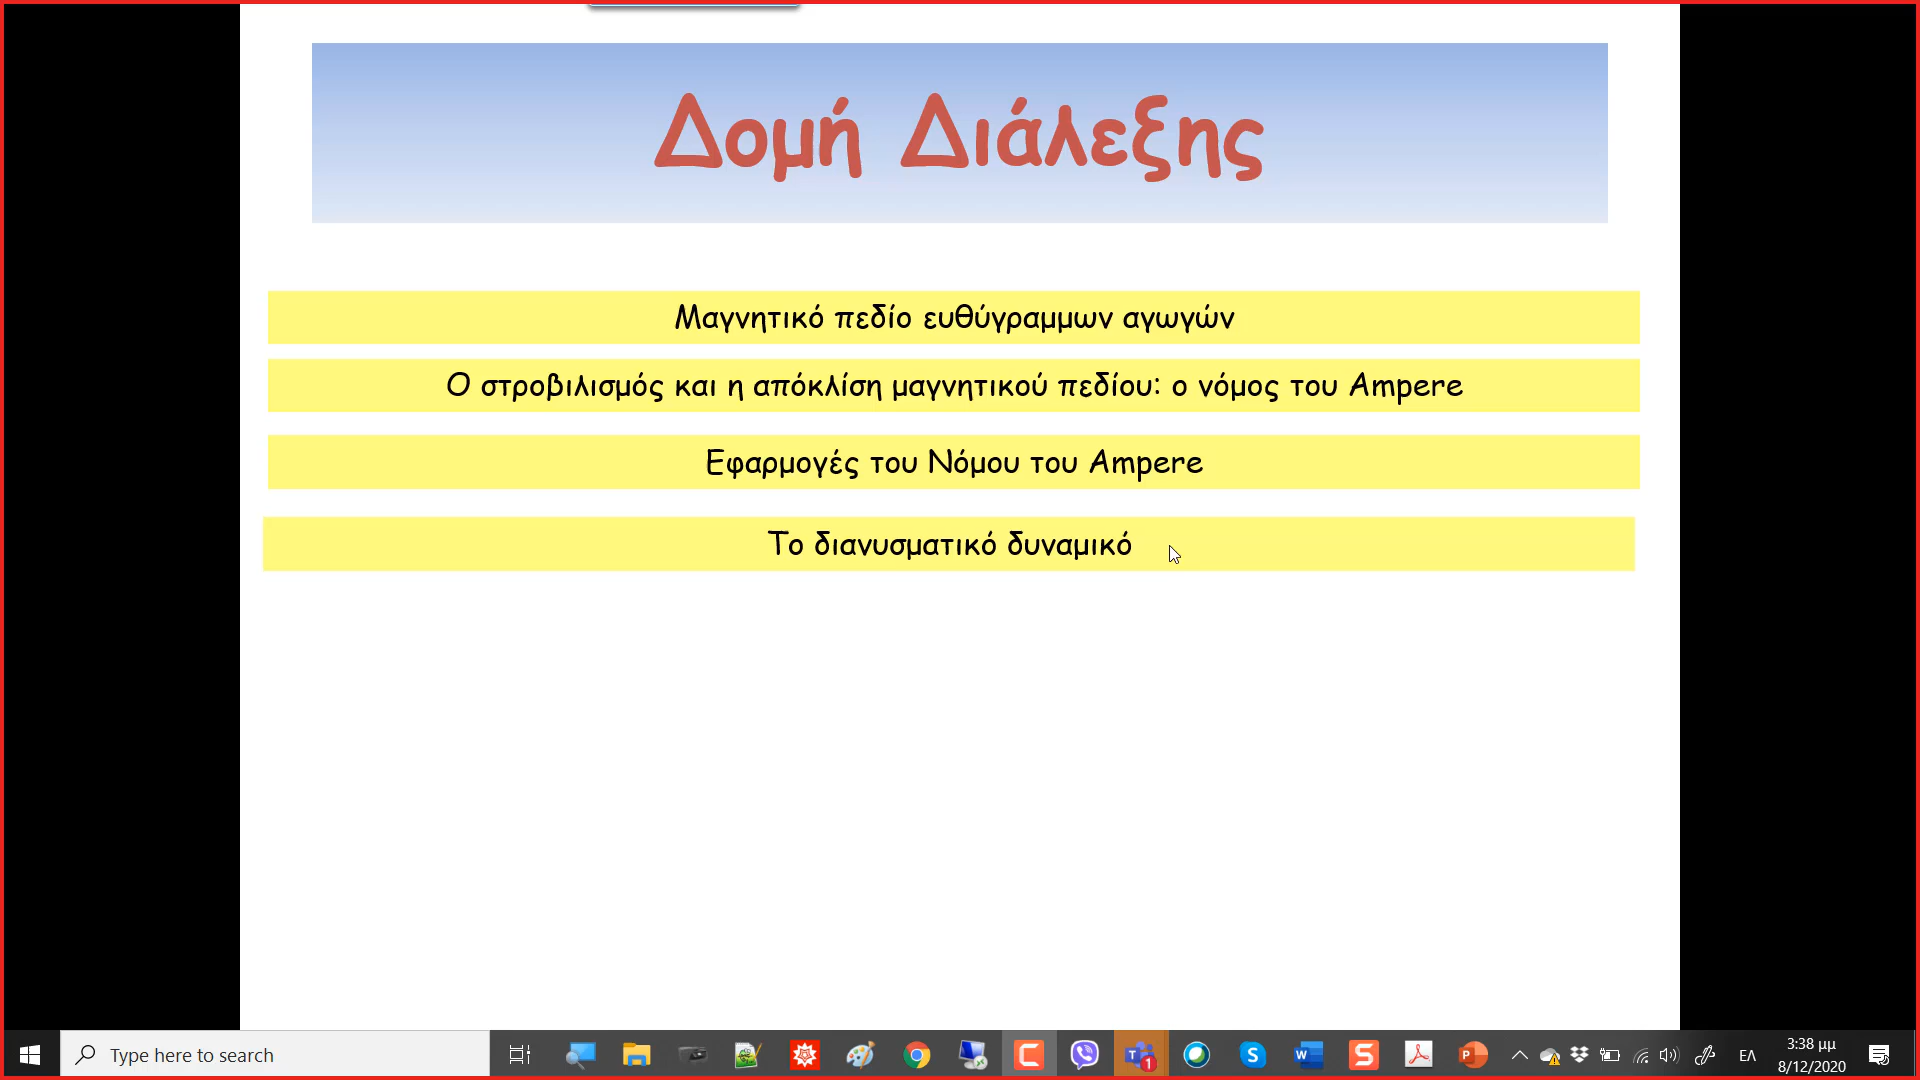 Δομή Διάλεξης
Μαγνητικό πεδίο ευθύγραμμων αγωγών
Ο στροβιλισμός και η απόκλίση μαγνητικού πεδίου: ο νόμος του Ampere
Εφαρμογές του Νόμου του Ampere
Το διανυσματικό δυναμικό
Type here to search
ΕΛ
3:38 μμ
8/12/2020